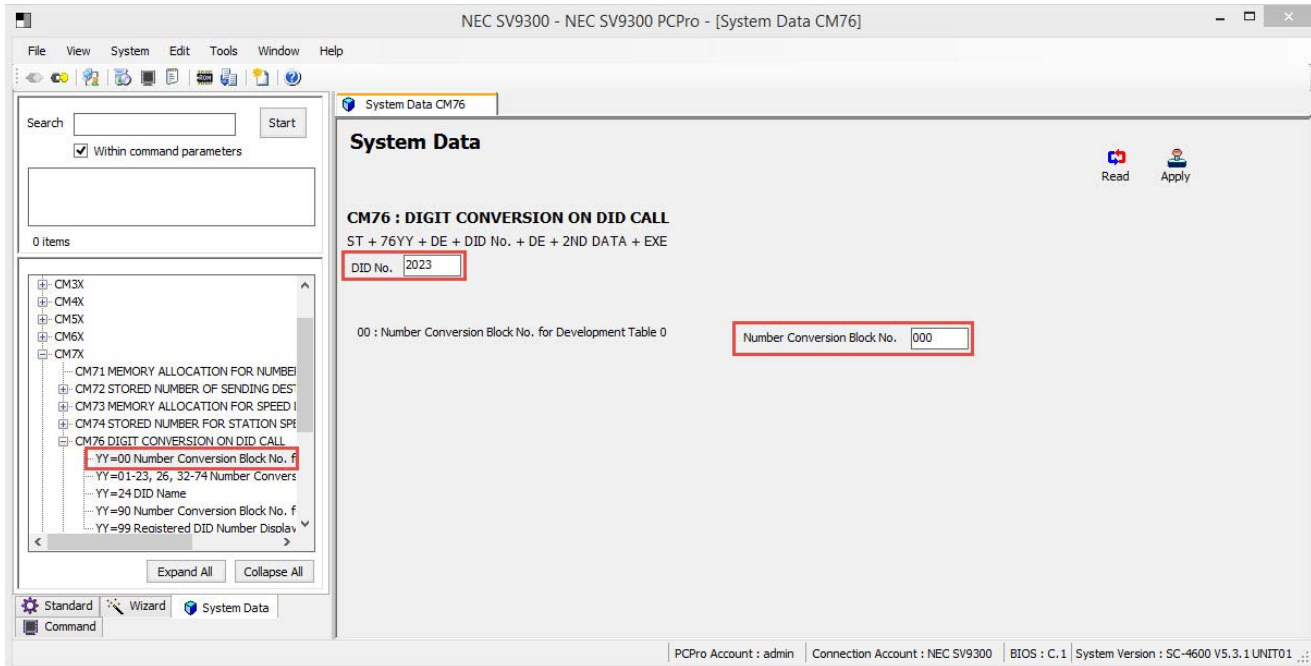 NEC SV9300 - NEC SV9300 PCPro - [System Data CM76]
File View System Edit Tools Window Help
Search Start
Within command parameters
0 items
CM3X
CM4X
CM5X
CM6X
CM7X
CM71 MEMORY ALLOCATION FOR NUMBE
CM72 STORED NUMBER OF SENDING DES
CM73 MEMORY ALLOCATION FOR SPEED
CM74 STORED NUMBER FOR STATION SPE
CM76 DIGIT CONVERSION ON DID CALL
YY=00 Number Conversion Block No. f
YY=01-23, 26, 32-74 Number Convers
YY=24 DID Name
YY=90 Number Conversion Block No. f
YY=99 Registered DID Number Display
Expand All Collapse All
Standard Wizard System Data
Command
System Data CM76
System Data
Read Apply
CM76 : DIGIT CONVERSION ON DID CALL
ST + 76YY + DE + DID No. + DE + 2ND DATA + EXE
DID No. 2023
00 : Number Conversion Block No. for Development Table 0 Number Conversion Block No. 000
PCPro Account : admin Connection Account : NEC SV9300 BIOS : C.1 System Version : SC-4600 V5.3.1 UNIT01